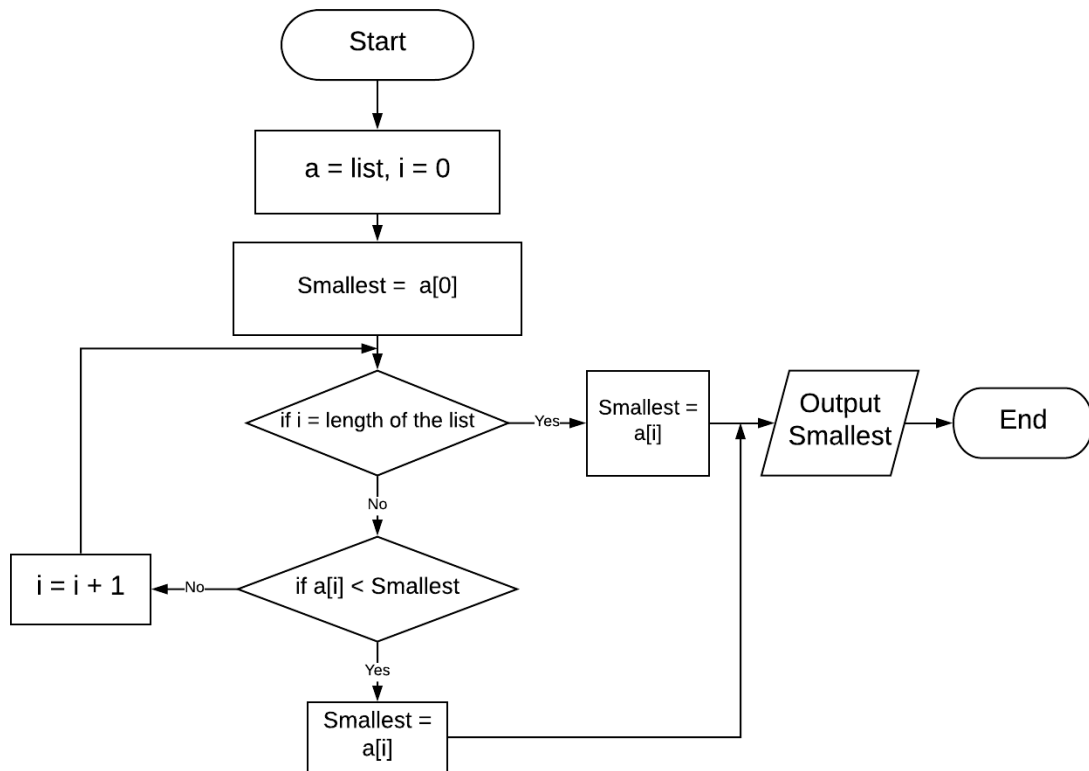 Start
a = list, i = 0
Smallest = a[0]
if i = length of the list
Yes
Smallest =
a[i]
Output
Smallest
End
No
if a[i] < Smallest
No
i = i + 1
Yes
Smallest =
a[i]